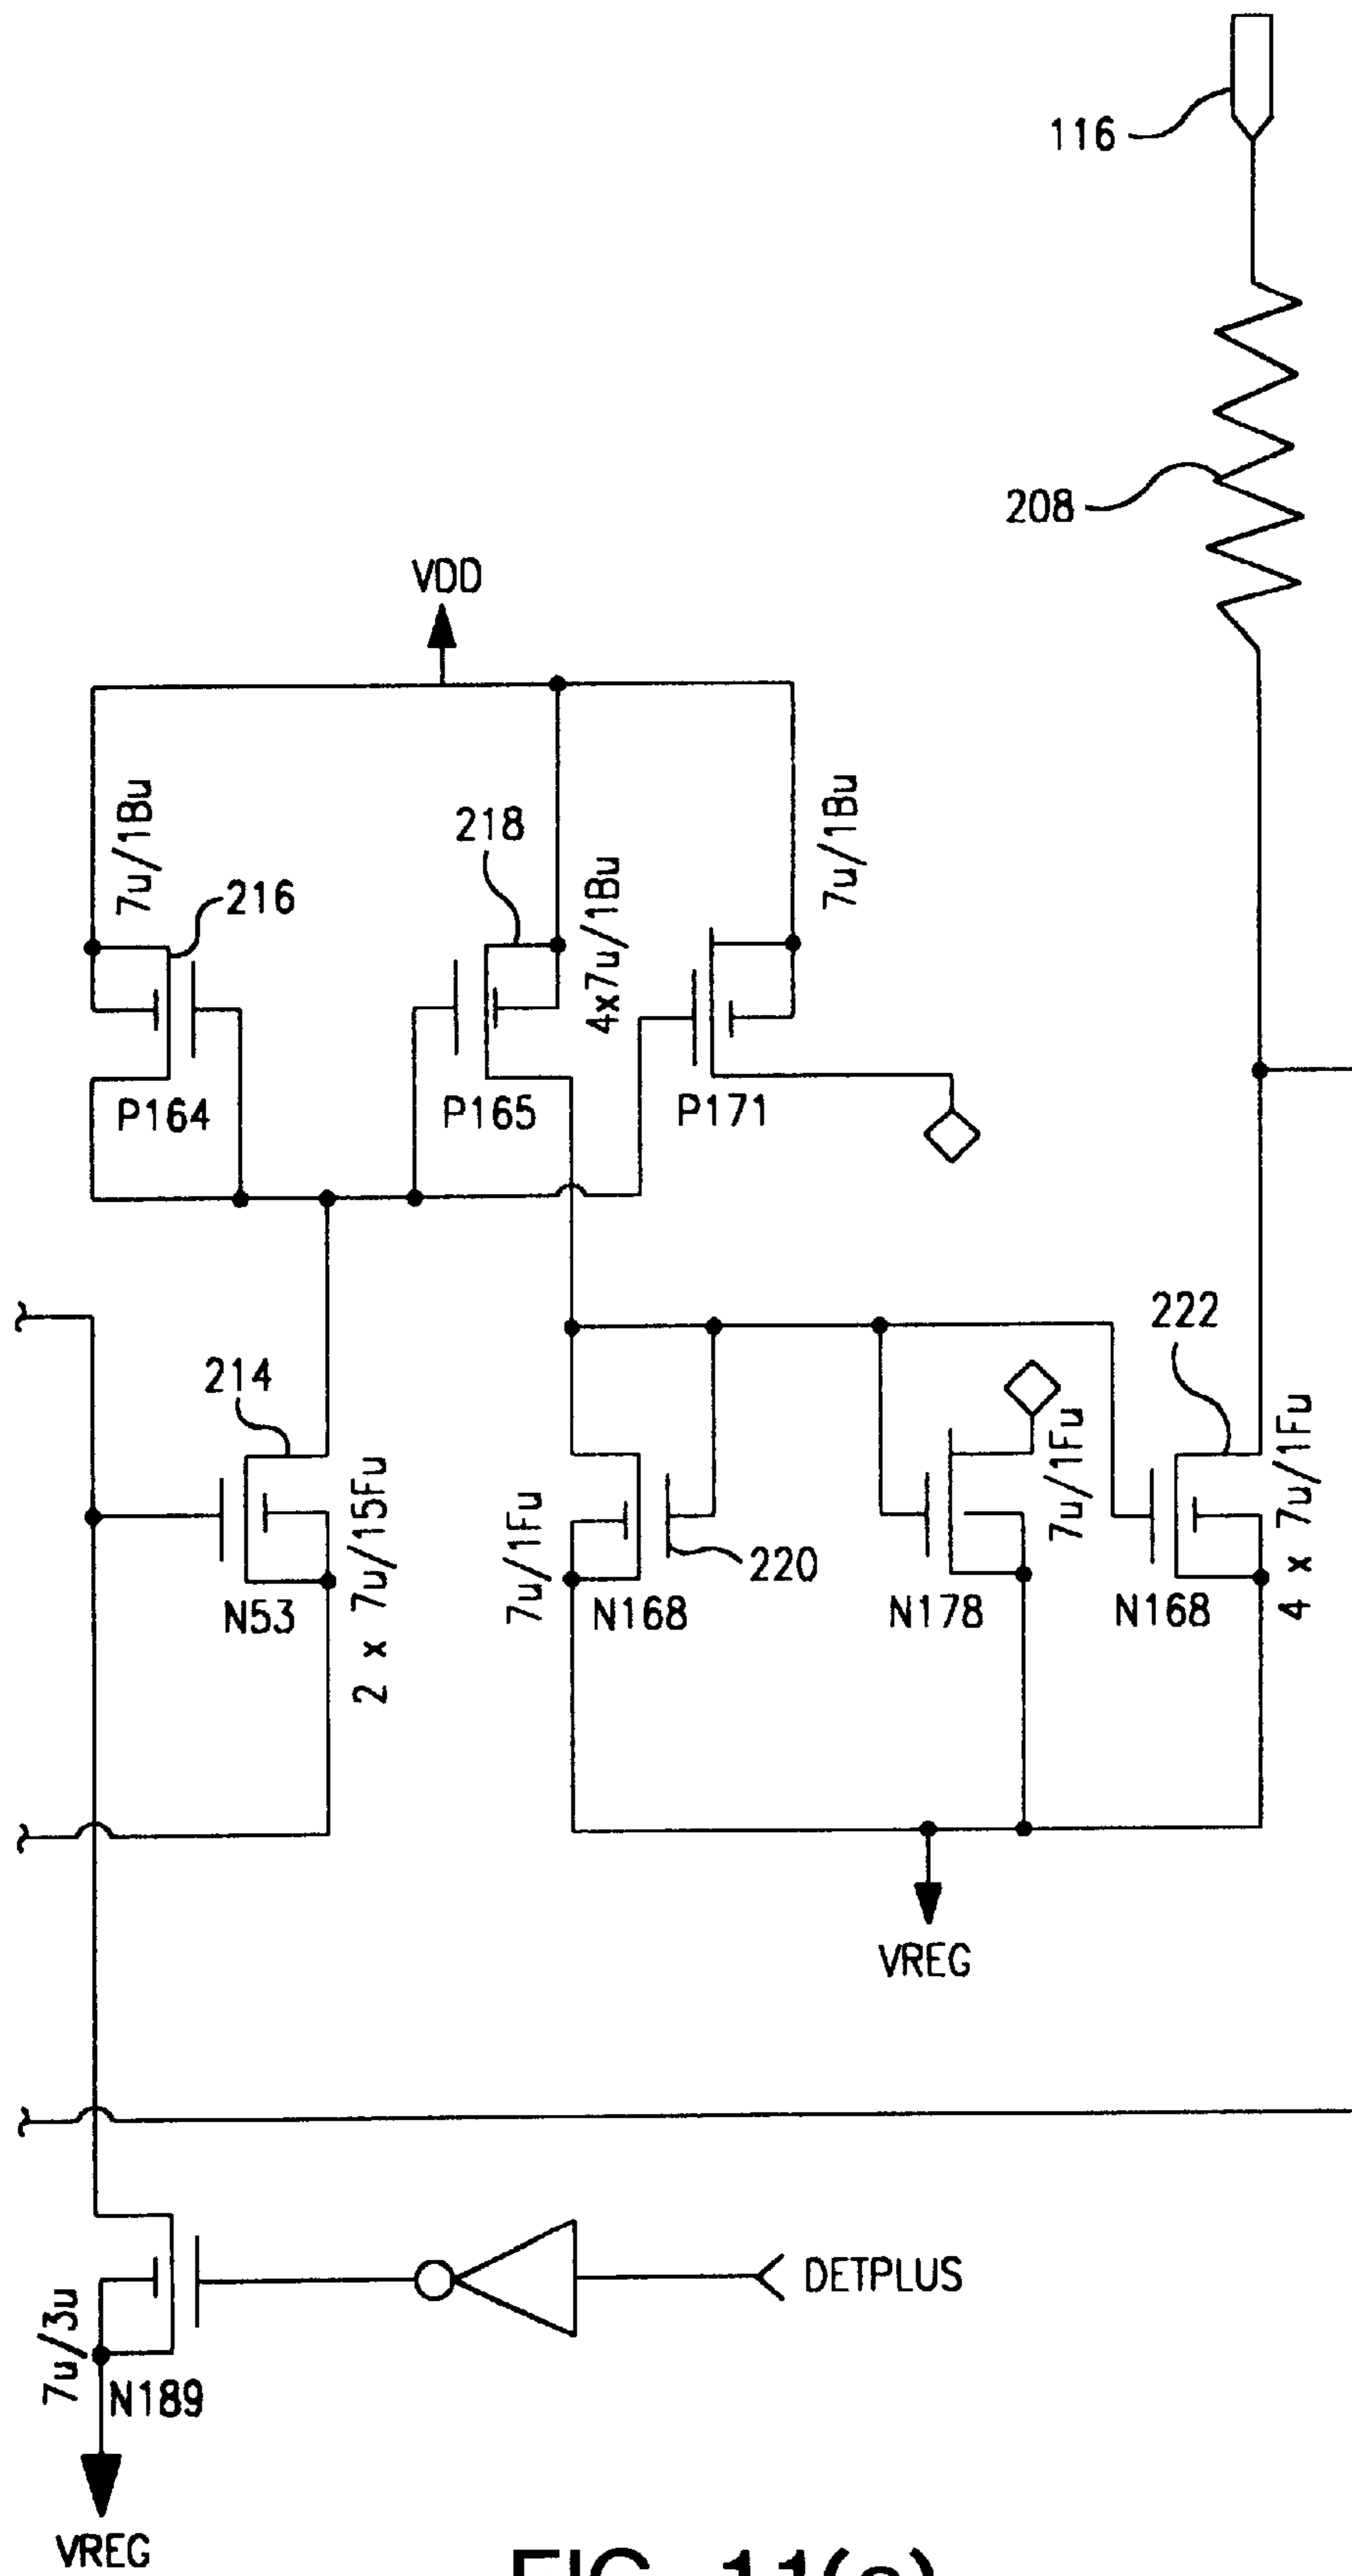 116
208
VDD
7u/1Bu
216
218
4x7u/1Bu
7u/1Bu
P164
P165
P171
214
222
2 x 7u/15Fu
7u/1Fu
220
7u/1Fu
4 x 7u/1Fu
N53
N168
N178
N168
VREG
DETPLUS
7u/3u
N189
VREG